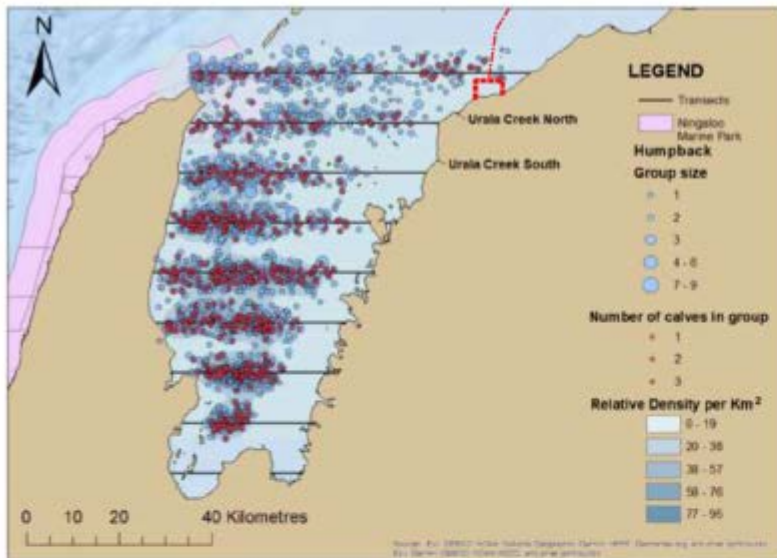 N
LEGEND
Transects
Ningaloo
Marine Park
Humpback
Group size
1
2
3
4 - 6
7 - 9
Number of calves in group
1
2
3
Relative Density per Km²
0 - 19
20 - 38
38 - 57
58 - 76
77 - 95
Urala Creek North
Urala Creek South
0 10 20 40 Kilometres